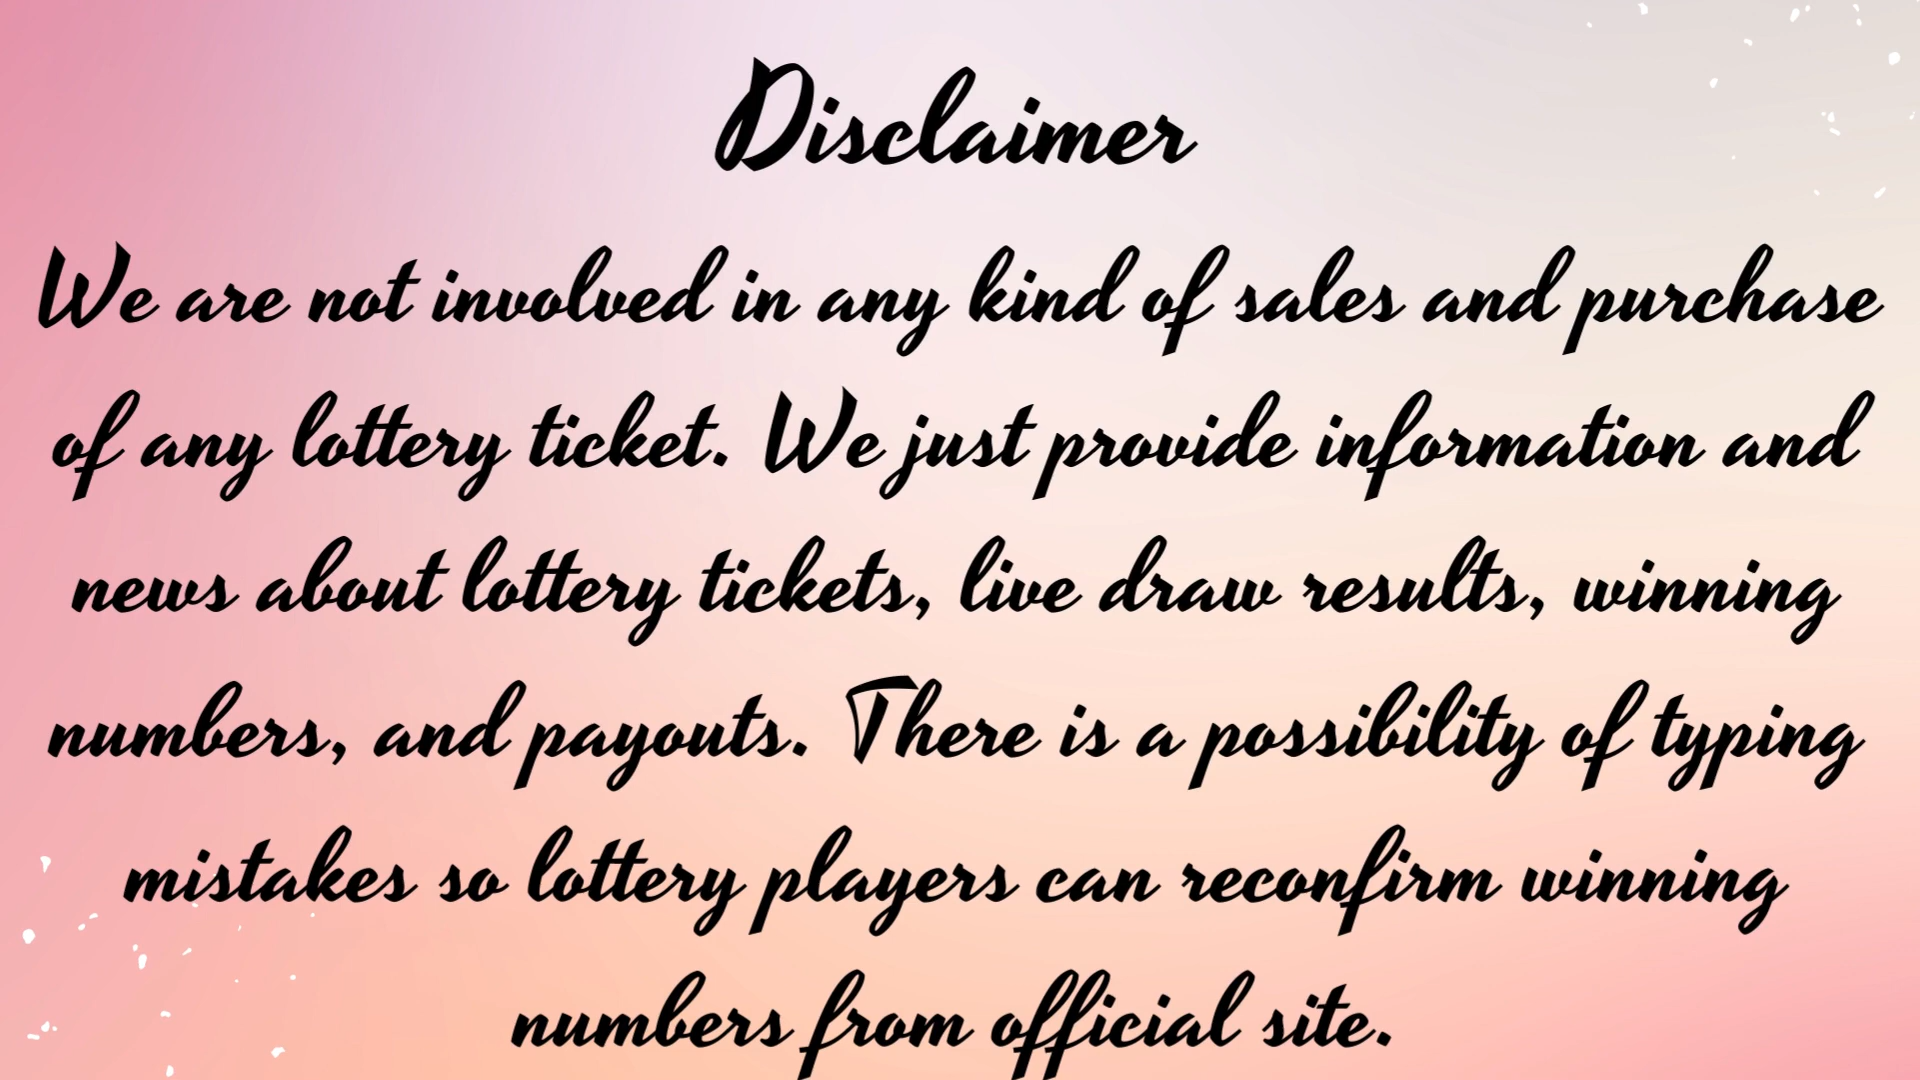 Disclaimer
We are not involved in any kind of sales and purchase
of any lottery ticket. We just provide information and
news about lottery tickets, live draw results, winning
numbers, and payouts. There is a possibility of typing
mistakes so lottery players can reconfirm winning
numbers from official site.